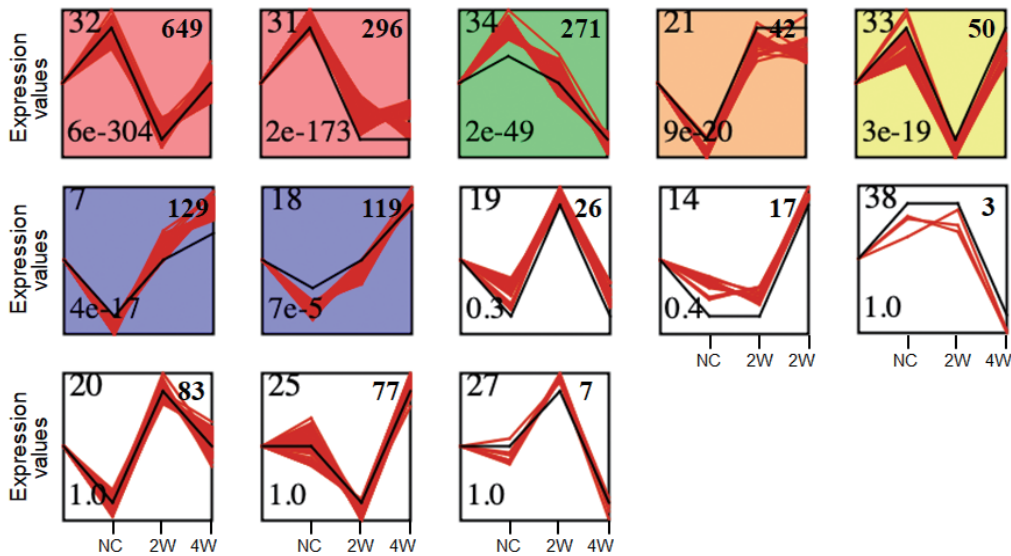 Expression values
32 649
6e-304
31 296
2e-173
34 271
2e-49
21 42
9e-20
33 50
3e-19
Expression values
7 129
4e-17
18 119
7e-5
19 26
0.3
14 17
0.4
38 3
1.0
NC 2W 2W
NC 2W 4W
Expression values
20 83
1.0
25 77
1.0
27 7
1.0
NC 2W 4W
NC 2W 4W
NC 2W 4W